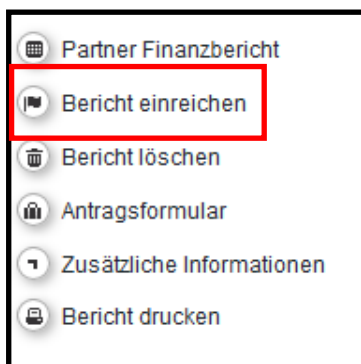 Partner Finanzbericht
Bericht einreichen
Bericht löschen
Antragsformular
Zusätzliche Informationen
Bericht drucken